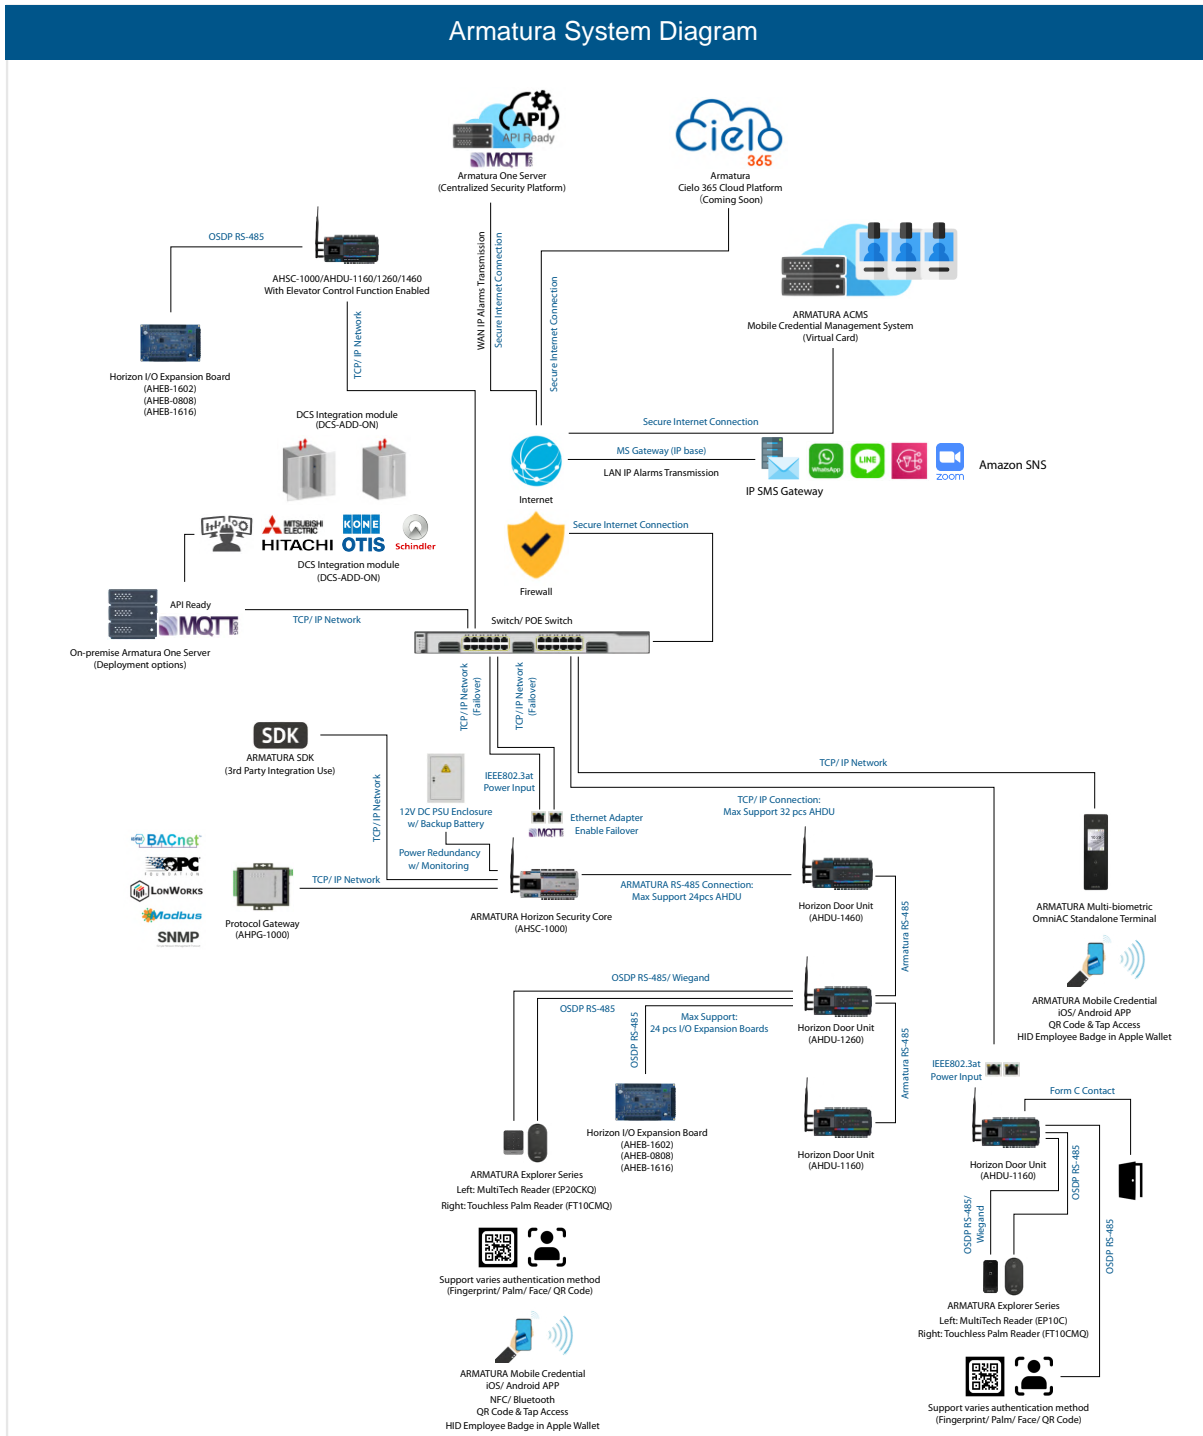 Armatura System Diagram
API
API Ready
MQTT
Armatura One Server
(Centralized Security Platform)
Cielo
365
Armatura
Cielo 365 Cloud Platform
(Coming Soon)
OSDP RS-485
AHSC-1000/AHDU-1160/1260/1460
With Elevator Control Function Enabled
WAN IP Alarms Transmission
Secure Internet Connection
Secure Internet Connection
ARMATURA ACMS
Mobile Credential Management System
(Virtual Card)
TCP/ IP Network
Horizon I/O Expansion Board
(AHEB-1602)
(AHEB-0808)
(AHEB-1616)
DCS Integration module
(DCS-ADD-ON)
Secure Internet Connection
MS Gateway (IP base)
LAN IP Alarms Transmission
Internet
IP SMS Gateway
WhatsApp
LINE
zoom
Amazon SNS
MITSUBISHI
ELECTRIC
HITACHI
KONE
OTIS
Schindler
DCS Integration module
(DCS-ADD-ON)
Secure Internet Connection
Firewall
API Ready
MQTT
On-premise Armatura One Server
(Deployment options)
TCP/ IP Network
Switch/ POE Switch
TCP/ IP Network
(Failover)
TCP/ IP Network
(Failover)
SDK
ARMATURA SDK
(3rd Party Integration Use)
TCP/ IP Network
TCP/ IP Network
12V DC PSU Enclosure
w/ Backup Battery
IEEE802.3at
Power Input
Ethernet Adapter
Enable Failover
MQTT
TCP/ IP Connection:
Max Support 32 pcs AHDU
Power Redundancy
w/ Monitoring
BACnet
OPC
FOUNDATION
LONWORKS
Modbus
SNMP
TCP/ IP Network
Protocol Gateway
(AHPG-1000)
ARMATURA Horizon Security Core
(AHSC-1000)
ARMATURA RS-485 Connection:
Max Support 24pcs AHDU
Horizon Door Unit
(AHDU-1460)
Armatura RS-485
ARMATURA Multi-biometric
OmniAC Standalone Terminal
OSDP RS-485/ Wiegand
OSDP RS-485
OSDP RS-485
Max Support:
24 pcs I/O Expansion Boards
Horizon Door Unit
(AHDU-1260)
Armatura RS-485
ARMATURA Mobile Credential
iOS/ Android APP
QR Code & Tap Access
HID Employee Badge in Apple Wallet
IEEE802.3at
Power Input
Form C Contact
Horizon I/O Expansion Board
(AHEB-1602)
(AHEB-0808)
(AHEB-1616)
Horizon Door Unit
(AHDU-1160)
Horizon Door Unit
(AHDU-1160)
OSDP RS-485
ARMATURA Explorer Series
Left: MultiTech Reader (EP20CKQ)
Right: Touchless Palm Reader (FT10CMQ)
OSDP RS-485/
Wiegand
OSDP RS-485
Support varies authentication method
(Fingerprint/ Palm/ Face/ QR Code)
ARMATURA Explorer Series
Left: MultiTech Reader (EP10C)
Right: Touchless Palm Reader (FT10CMQ)
ARMATURA Mobile Credential
iOS/ Android APP
NFC/ Bluetooth
QR Code & Tap Access
HID Employee Badge in Apple Wallet
Support varies authentication method
(Fingerprint/ Palm/ Face/ QR Code)